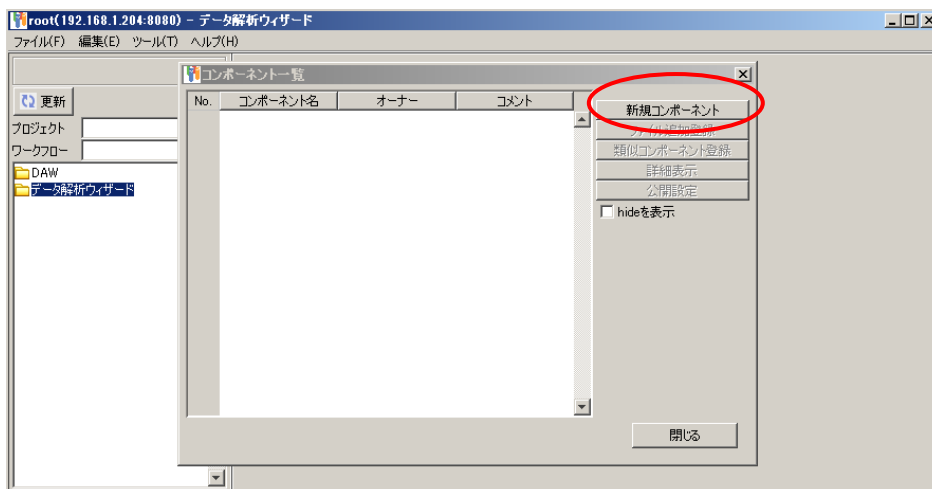 root(192.168.1.204:8080) - データ解析ウィザード
ファイル(F) 編集(E) ツール(T) ヘルプ(H)
コンポーネント一覧
更新
プロジェクト
ワークフロー
DAW
データ解析ウィザード
No. コンポーネント名 オーナー コメント
新規コンポーネント
ファイル追加登録
類似コンポーネント登録
詳細表示
公開設定
hideを表示
閉じる